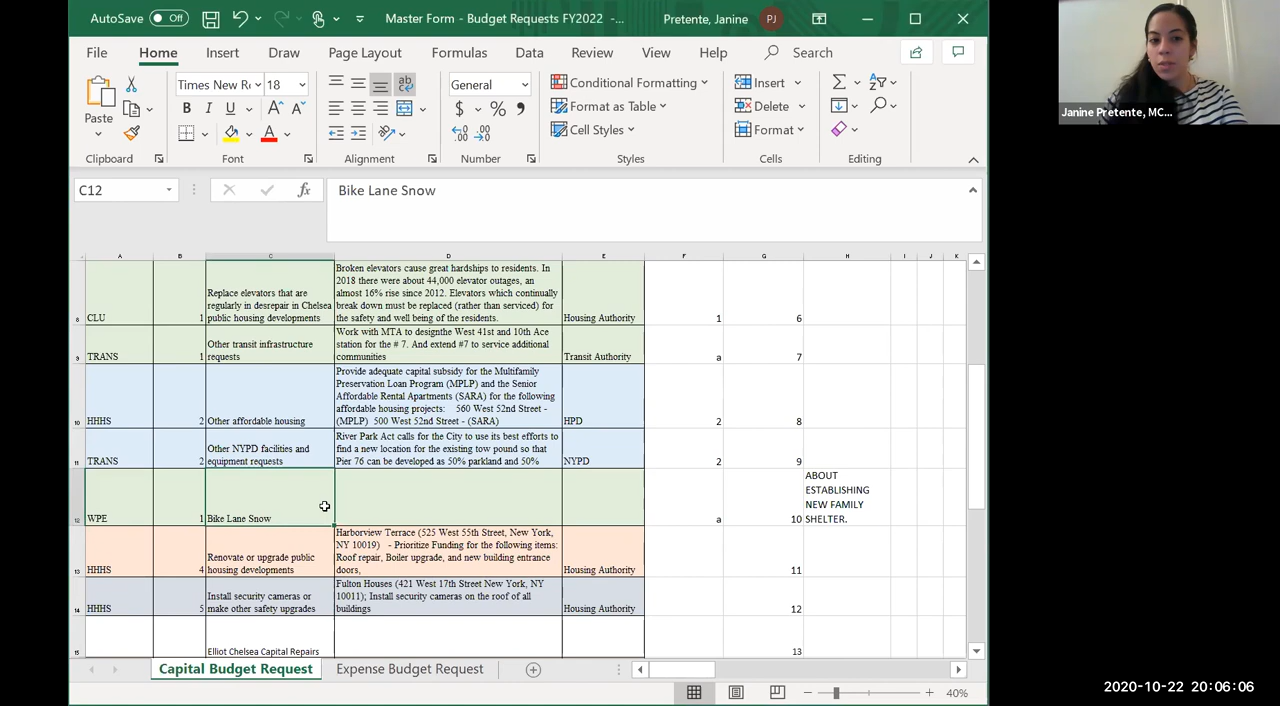 AutoSave Off Master Form - Budget Requests FY2022 -... Pretente, Janine PJ
File Home Insert Draw Page Layout Formulas Data Review View Help Search
Times New R 18 General Conditional Formatting Insert
Paste B I U Format as Table Delete
Cell Styles Format
Clipboard Font Alignment Number Styles Cells Editing
C12 fx Bike Lane Snow
A B C D E F G H I J K
8 CLU 1
Replace elevators that are
regularly in desrepair in Chelsea
public housing developments
Broken elevators cause great hardships to residents. In
2018 there were about 44,000 elevator outages, an
almost 16% rise since 2012. Elevators which continually
break down must be replaced (rather than serviced) for
the safety and well being of the residents.
Housing Authority 1 6
9 TRANS 1
Other transit infrastructure
requests
Work with MTA to designthe West 41st and 10th Ace
station for the # 7. And extend #7 to service additional
communities
Transit Authority a 7
10 HHHS 2 Other affordable housing
Provide adequate capital subsidy for the Multifamily
Preservation Loan Program (MPLP) and the Senior
Affordable Rental Apartments (SARA) for the following
affordable housing projects: 560 West 52nd Street -
(MPLP) 500 West 52nd Street - (SARA)
HPD 2 8
11 TRANS 2
Other NYPD facilities and
equipment requests
River Park Act calls for the City to use its best efforts to
find a new location for the existing tow pound so that
Pier 76 can be developed as 50% parkland and 50%
NYPD 2 9
12 WPE 1 Bike Lane Snow a 10
ABOUT
ESTABLISHING
NEW FAMILY
SHELTER.
13 HHHS 4
Renovate or upgrade public
housing developments
Harborview Terrace (525 West 55th Street, New York,
NY 10019) - Prioritize Funding for the following items:
Roof repair, Boiler upgrade, and new building entrance
doors,
Housing Authority 11
14 HHHS 5
Install security cameras or
make other safety upgrades
Fulton Houses (421 West 17th Street New York, NY
10011); Install security cameras on the roof of all
buildings
Housing Authority 12
15 Elliot Chelsea Capital Repairs 13
Capital Budget Request Expense Budget Request
40%
Janine Pretente, MC...
2020-10-22 20:06:06